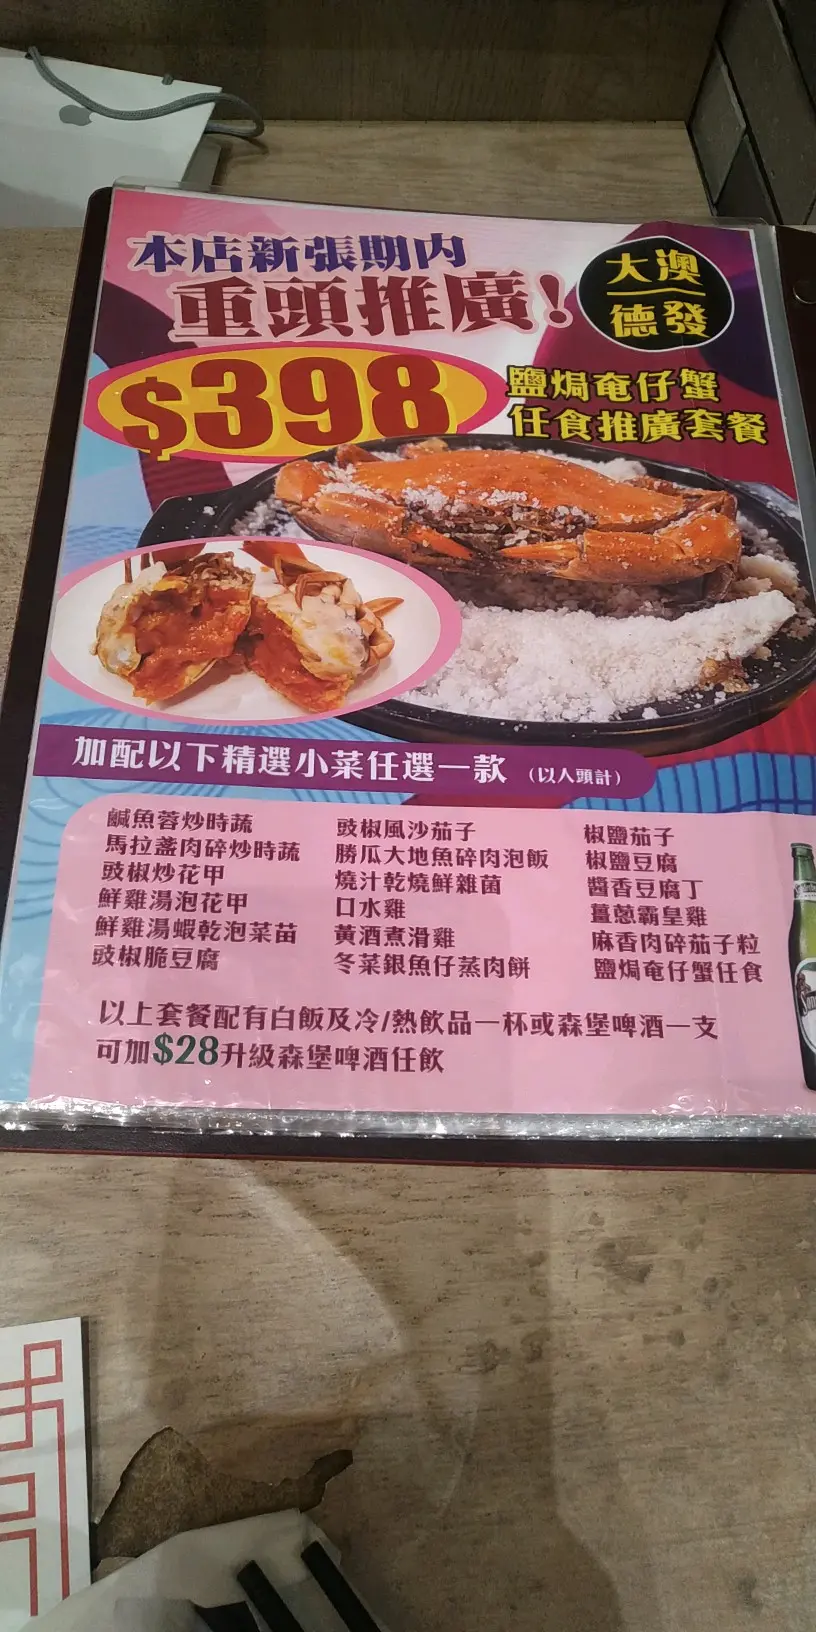 本店新張期內
重頭推廣!
大澳
德發
$398
鹽焗奄仔蟹
任食推廣套餐
加配以下精選小菜任選一款 (以人頭計)
鹹魚蓉炒時蔬
馬拉盞肉碎炒時蔬
豉椒炒花甲
鮮雞湯泡花甲
鮮雞湯蝦乾泡菜苗
豉椒脆豆腐
豉椒風沙茄子
勝瓜大地魚碎肉泡飯
燒汁乾燒鮮雜菌
口水雞
黃酒煮滑雞
冬菜銀魚仔蒸肉餅
椒鹽茄子
椒鹽豆腐
醬香豆腐丁
薑蔥霸皇雞
麻香肉碎茄子粒
鹽焗奄仔蟹任食
以上套餐配有白飯及冷/熱飲品一杯或森堡啤酒一支
可加$28升級森堡啤酒任飲